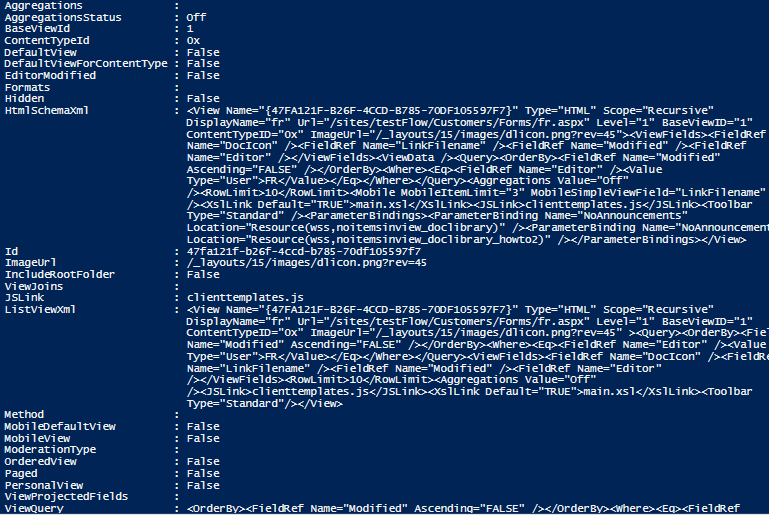 Aggregations :
AggregationsStatus : Off
BaseViewId : 1
ContentTypeId : 0x
DefaultView : False
DefaultViewForContentType : False
EditorModified : False
Formats :
Hidden : False
HtmlSchemaXml : <View Name="{47FA121F-B26F-4CCD-B785-70DF105597F7}" Type="HTML" Scope="Recursive"
DisplayName="fr" Url="/sites/testFlow/Customers/Forms/fr.aspx" Level="1" BaseViewID="1"
ContentTypeID="0x" ImageUrl="/_layouts/15/images/dlicon.png?rev=45"><ViewFields><FieldRef
Name="DocIcon" /><FieldRef Name="LinkFilename" /><FieldRef Name="Modified" /><FieldRef
Name="Editor" /></ViewFields><ViewData /><Query><OrderBy><FieldRef Name="Modified"
Ascending="FALSE" /></OrderBy><Where><Eq><FieldRef Name="Editor" /><Value
Type="User">FR</Value></Eq></Where></Query><Aggregations Value="Off"
/><RowLimit>10</RowLimit><Mobile MobileItemLimit="3" MobileSimpleViewField="LinkFilename"
/><XslLink Default="TRUE">main.xsl</XslLink><JSLink>clienttemplates.js</JSLink><Toolbar
Type="Standard" /><ParameterBindings><ParameterBinding Name="NoAnnouncements"
Location="Resource(wss,noitemsinview_doclibrary)" /><ParameterBinding Name="NoAnnouncemen
Location="Resource(wss,noitemsinview_doclibrary_howto2)" /></ParameterBindings></View>
Id : 47fa121f-b26f-4ccd-b785-70df105597f7
ImageUrl : /_layouts/15/images/dlicon.png?rev=45
IncludeRootFolder : False
ViewJoins :
JSLink : clienttemplates.js
ListViewXml : <View Name="{47FA121F-B26F-4CCD-B785-70DF105597F7}" Type="HTML" Scope="Recursive"
DisplayName="fr" Url="/sites/testFlow/Customers/Forms/fr.aspx" Level="1" BaseViewID="1"
ContentTypeID="0x" ImageUrl="/_layouts/15/images/dlicon.png?rev=45" ><Query><OrderBy><Fie
Name="Modified" Ascending="FALSE" /></OrderBy><Where><Eq><FieldRef Name="Editor" /><Value
Type="User">FR</Value></Eq></Where></Query><ViewFields><FieldRef Name="DocIcon" /><FieldRe
Name="LinkFilename" /><FieldRef Name="Modified" /><FieldRef Name="Editor"
/></ViewFields><RowLimit>10</RowLimit><Aggregations Value="Off"
/><JSLink>clienttemplates.js</JSLink><XslLink Default="TRUE">main.xsl</XslLink><Toolbar
Type="Standard"/></View>
Method :
MobileDefaultView : False
MobileView : False
ModerationType :
OrderedView : False
Paged : False
PersonalView : False
ViewProjectedFields :
ViewQuery : <OrderBy><FieldRef Name="Modified" Ascending="FALSE" /></OrderBy><Where><Eq><FieldRef